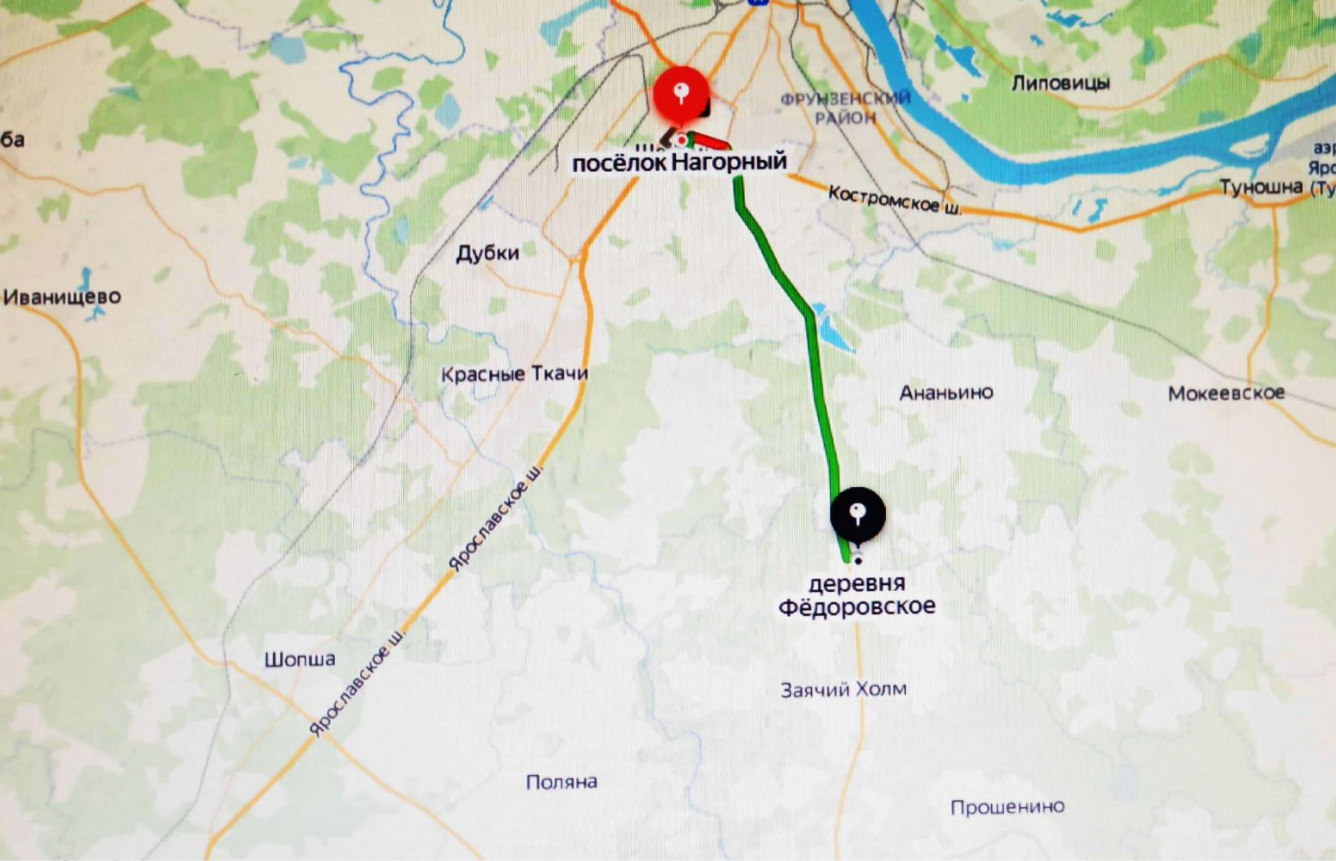 Липовицы
ФРУНЗЕНСКИЙ
РАЙОН
ба
посёлок Нагорный
Костромское ш.
Туношна
Дубки
Иванищево
Красные Ткачи
Ананьино
Мокеевское
Ярославское ш.
деревня
Фёдоровское
Ярославское ш.
Шопша
Заячий Холм
Поляна
Прошенино